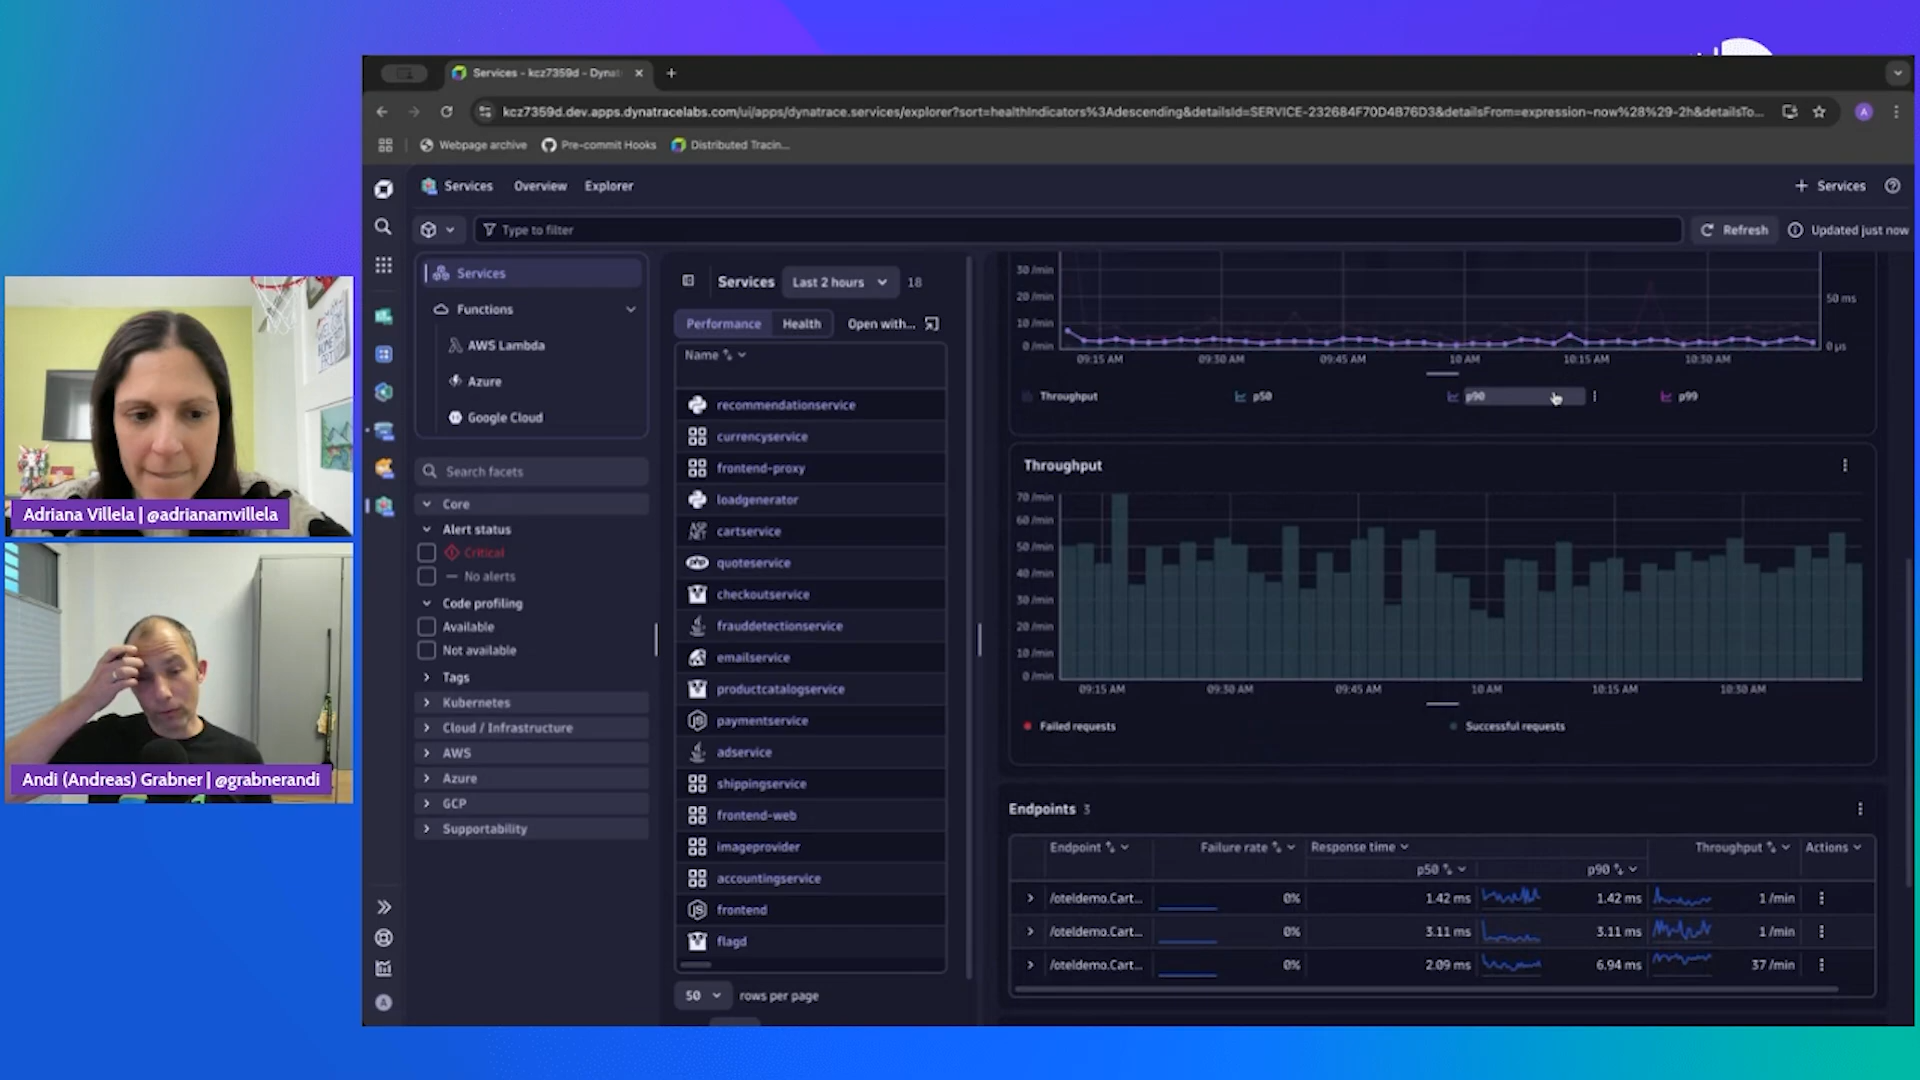 Services - kcz7359d - Dynat
kcz7359d.dev.apps.dynatracelabs.com/ui/apps/dynatrace.services/explorer?sort=healthIndicators%3Adescending&detailsId=SERVICE-232684F70D4B76D3&detailsFrom=expression~now%28%29-2h&detailsTo...
A
Webpage archive
Pre-commit Hooks
Distributed Tracin...
Services
Overview
Explorer
+ Services
Type to filter
Refresh
Updated just now
Services
Functions
AWS Lambda
Azure
Google Cloud
Search facets
Core
Alert status
Critical
No alerts
Code profiling
Available
Not available
Tags
Kubernetes
Cloud / Infrastructure
AWS
Azure
GCP
Supportability
A
Services
Last 2 hours
18
Performance
Health
Open with...
Name
recommendationservice
currencyservice
frontend-proxy
loadgenerator
ASP NET
cartservice
php
quoteservice
checkoutservice
frauddetectionservice
emailservice
productcatalogservice
paymentservice
adservice
shippingservice
frontend-web
imageprovider
accountingservice
frontend
flagd
50
rows per page
30 /min
20 /min
10 /min
0 /min
50 ms
0 µs
09:15 AM
09:30 AM
09:45 AM
10 AM
10:15 AM
10:30 AM
Throughput
p50
p90
p99
Throughput
70 /min
60 /min
50 /min
40 /min
30 /min
20 /min
10 /min
0 /min
09:15 AM
09:30 AM
09:45 AM
10 AM
10:15 AM
10:30 AM
Failed requests
Successful requests
Endpoints 3
Endpoint
Failure rate
Response time
Throughput
Actions
p50
p90
/oteldemo.Cart... 0% 1.42 ms 1.42 ms 1 /min
/oteldemo.Cart... 0% 3.11 ms 3.11 ms 1 /min
/oteldemo.Cart... 0% 2.09 ms 6.94 ms 37 /min
Adriana Villela | @adrianamvillela
Andi (Andreas) Grabner | @grabnerandi